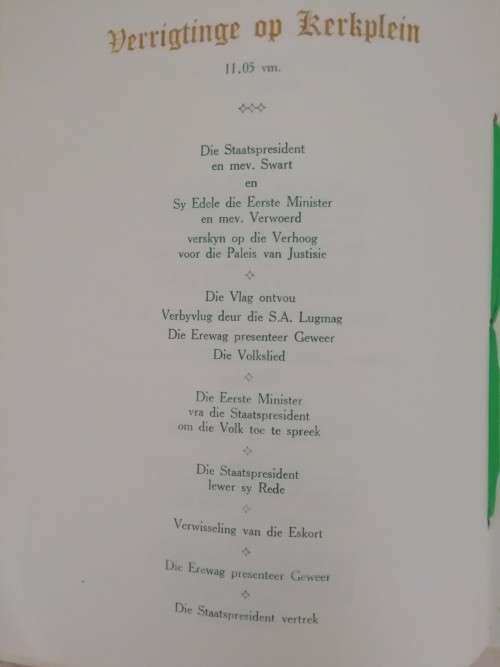 Verrigtinge op Kerkplein
11.05 vm.
Die Staatspresident
en mev. Swart
en
Sy Edele die Eerste Minister
en mev. Verwoerd
verskyn op die Verhoog
voor die Paleis van Justisie
Die Vlag ontvou
Verbyvlug deur die S.A. Lugmag
Die Erewag presenteer Geweer
Die Volkslied
Die Eerste Minister
vra die Staatspresident
om die Volk toe te spreek
Die Staatspresident
lewer sy Rede
Verwisseling van die Eskort
Die Erewag presenteer Geweer
Die Staatspresident vertrek